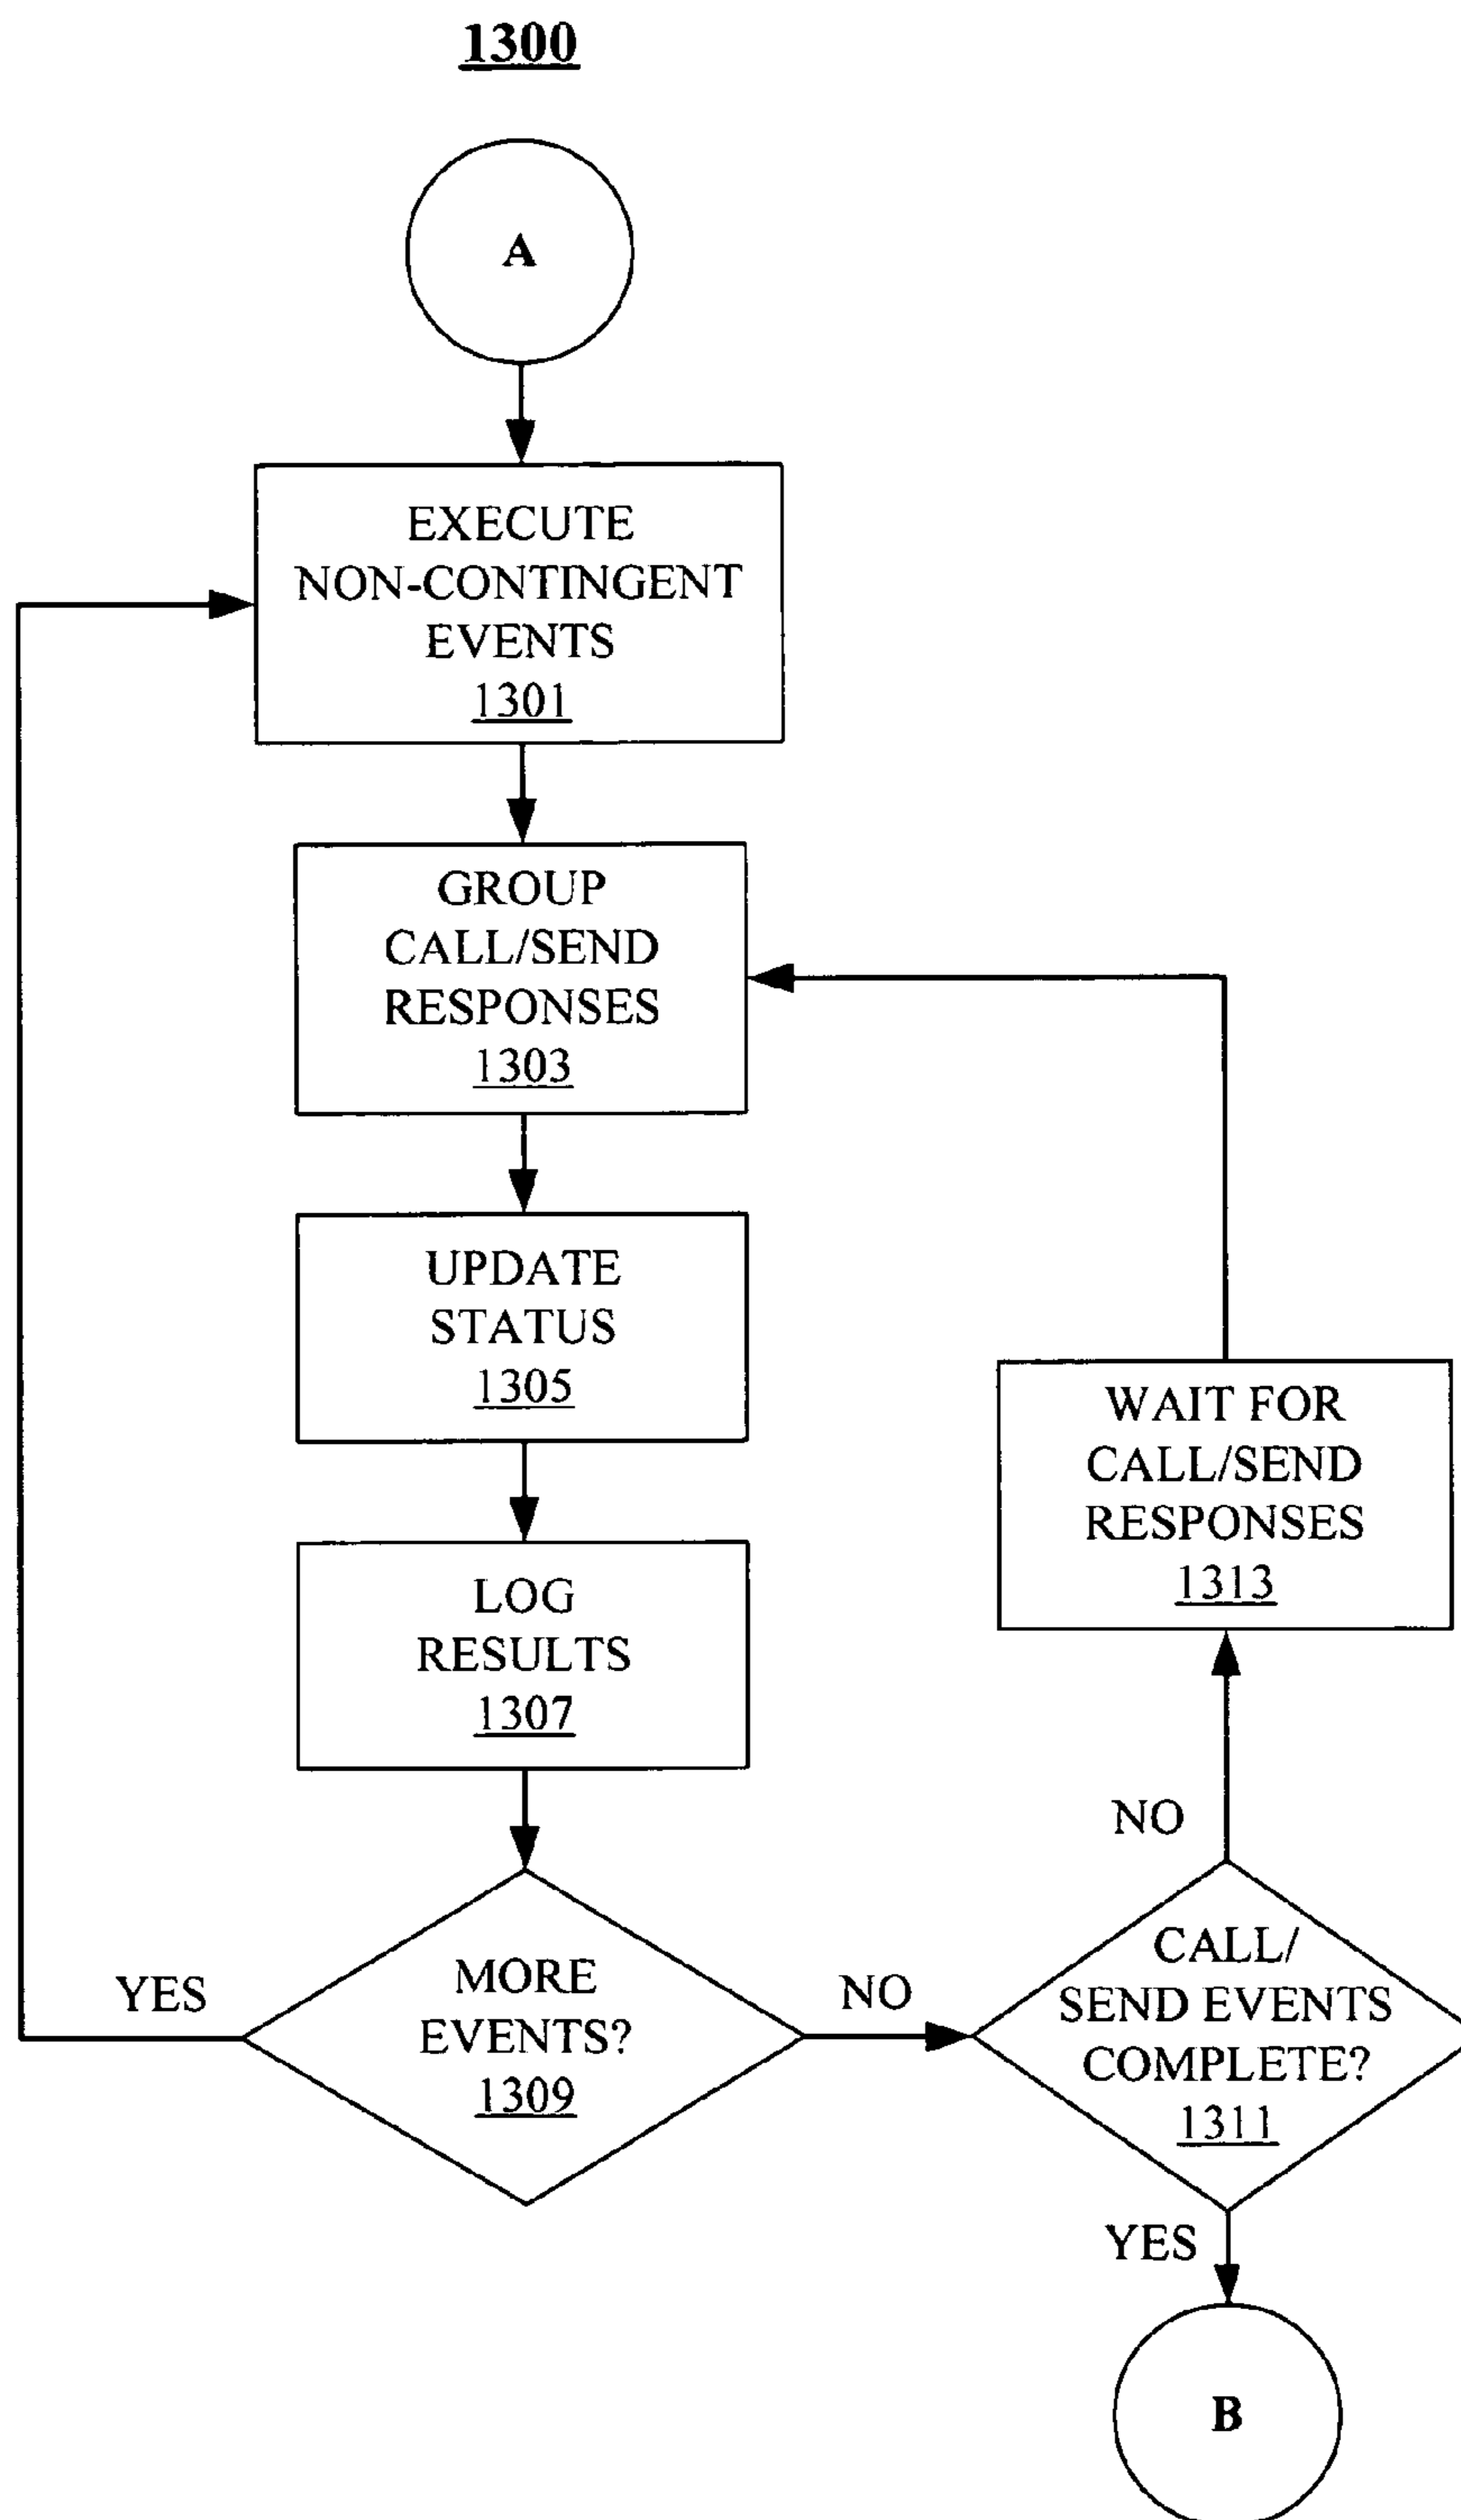 1300
A
EXECUTE
NON-CONTINGENT
EVENTS
1301
GROUP
CALL/SEND
RESPONSES
1303
UPDATE
STATUS
1305
LOG
RESULTS
1307
MORE
EVENTS?
1309
YES
NO
CALL/
SEND EVENTS
COMPLETE?
1311
NO
WAIT FOR
CALL/SEND
RESPONSES
1313
YES
B